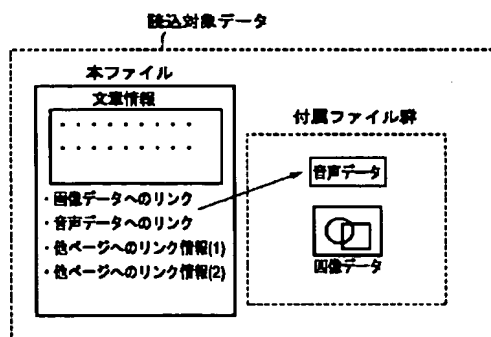 読込対象データ
本ファイル
文章情報
・・・・・・・・・
・・・・・・・・・
・画像データへのリンク
・音声データへのリンク
・他ページへのリンク情報(1)
・他ページへのリンク情報(2)
付属ファイル群
音声データ
画像データ